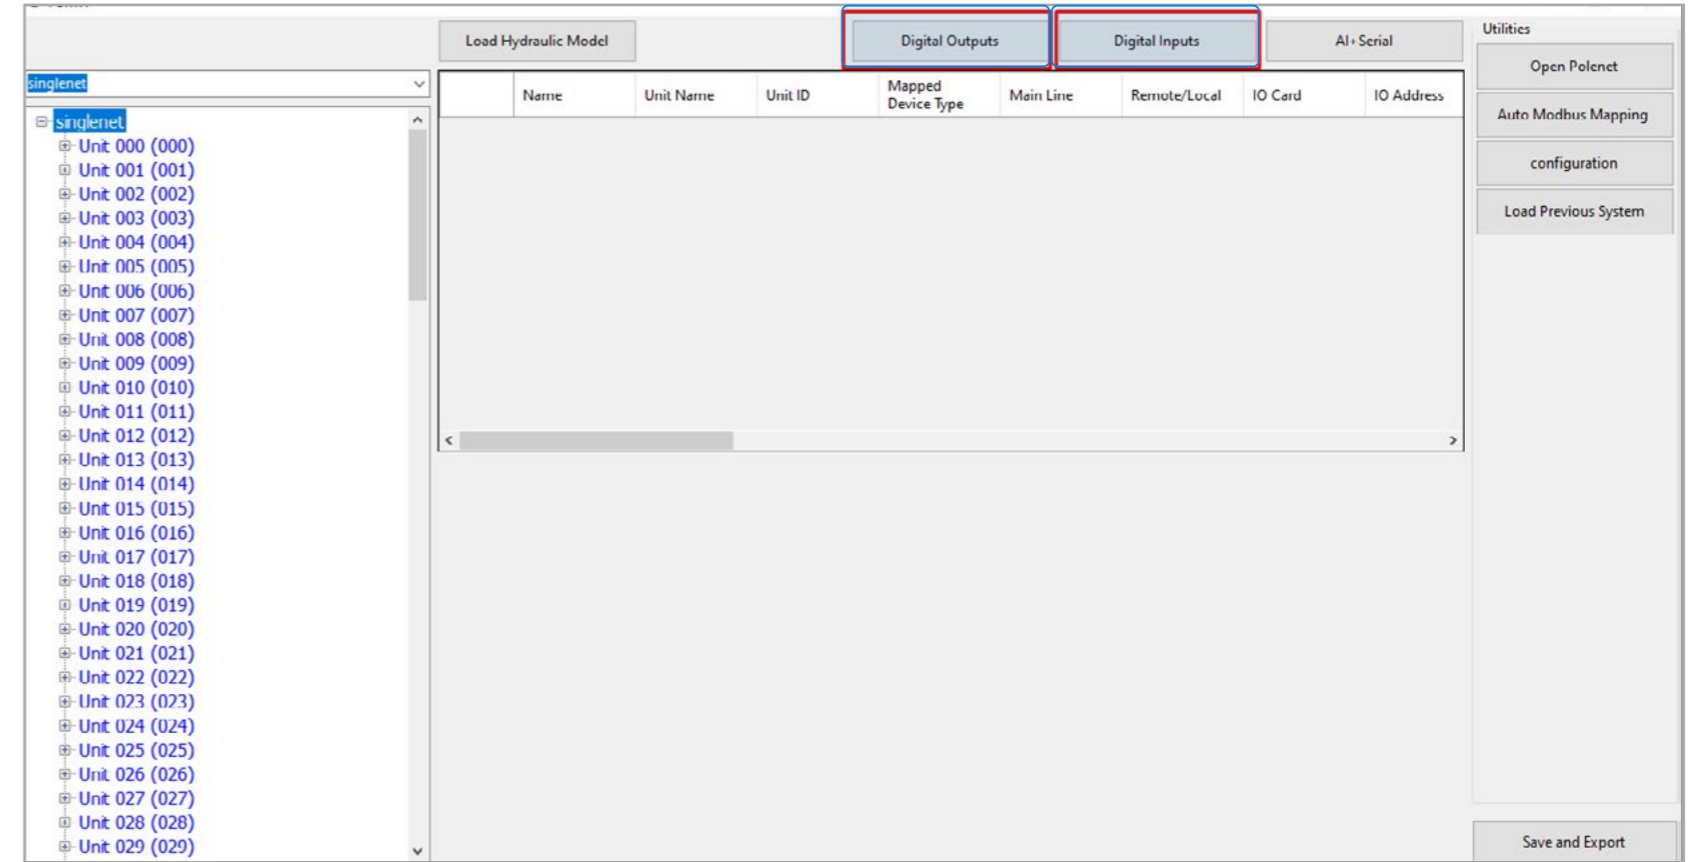 Load Hydraulic Model
Digital Outputs
Digital Inputs
AI+Serial
Utilities
Open Polenet
Auto Modbus Mapping
configuration
Load Previous System
singlenet
Name
Unit Name
Unit ID
Mapped
Device Type
Main Line
Remote/Local
IO Card
IO Address
singlenet
Unit 000 (000)
Unit 001 (001)
Unit 002 (002)
Unit 003 (003)
Unit 004 (004)
Unit 005 (005)
Unit 006 (006)
Unit 007 (007)
Unit 008 (008)
Unit 009 (009)
Unit 010 (010)
Unit 011 (011)
Unit 012 (012)
Unit 013 (013)
Unit 014 (014)
Unit 015 (015)
Unit 016 (016)
Unit 017 (017)
Unit 018 (018)
Unit 019 (019)
Unit 020 (020)
Unit 021 (021)
Unit 022 (022)
Unit 023 (023)
Unit 024 (024)
Unit 025 (025)
Unit 026 (026)
Unit 027 (027)
Unit 028 (028)
Unit 029 (029)
Save and Export